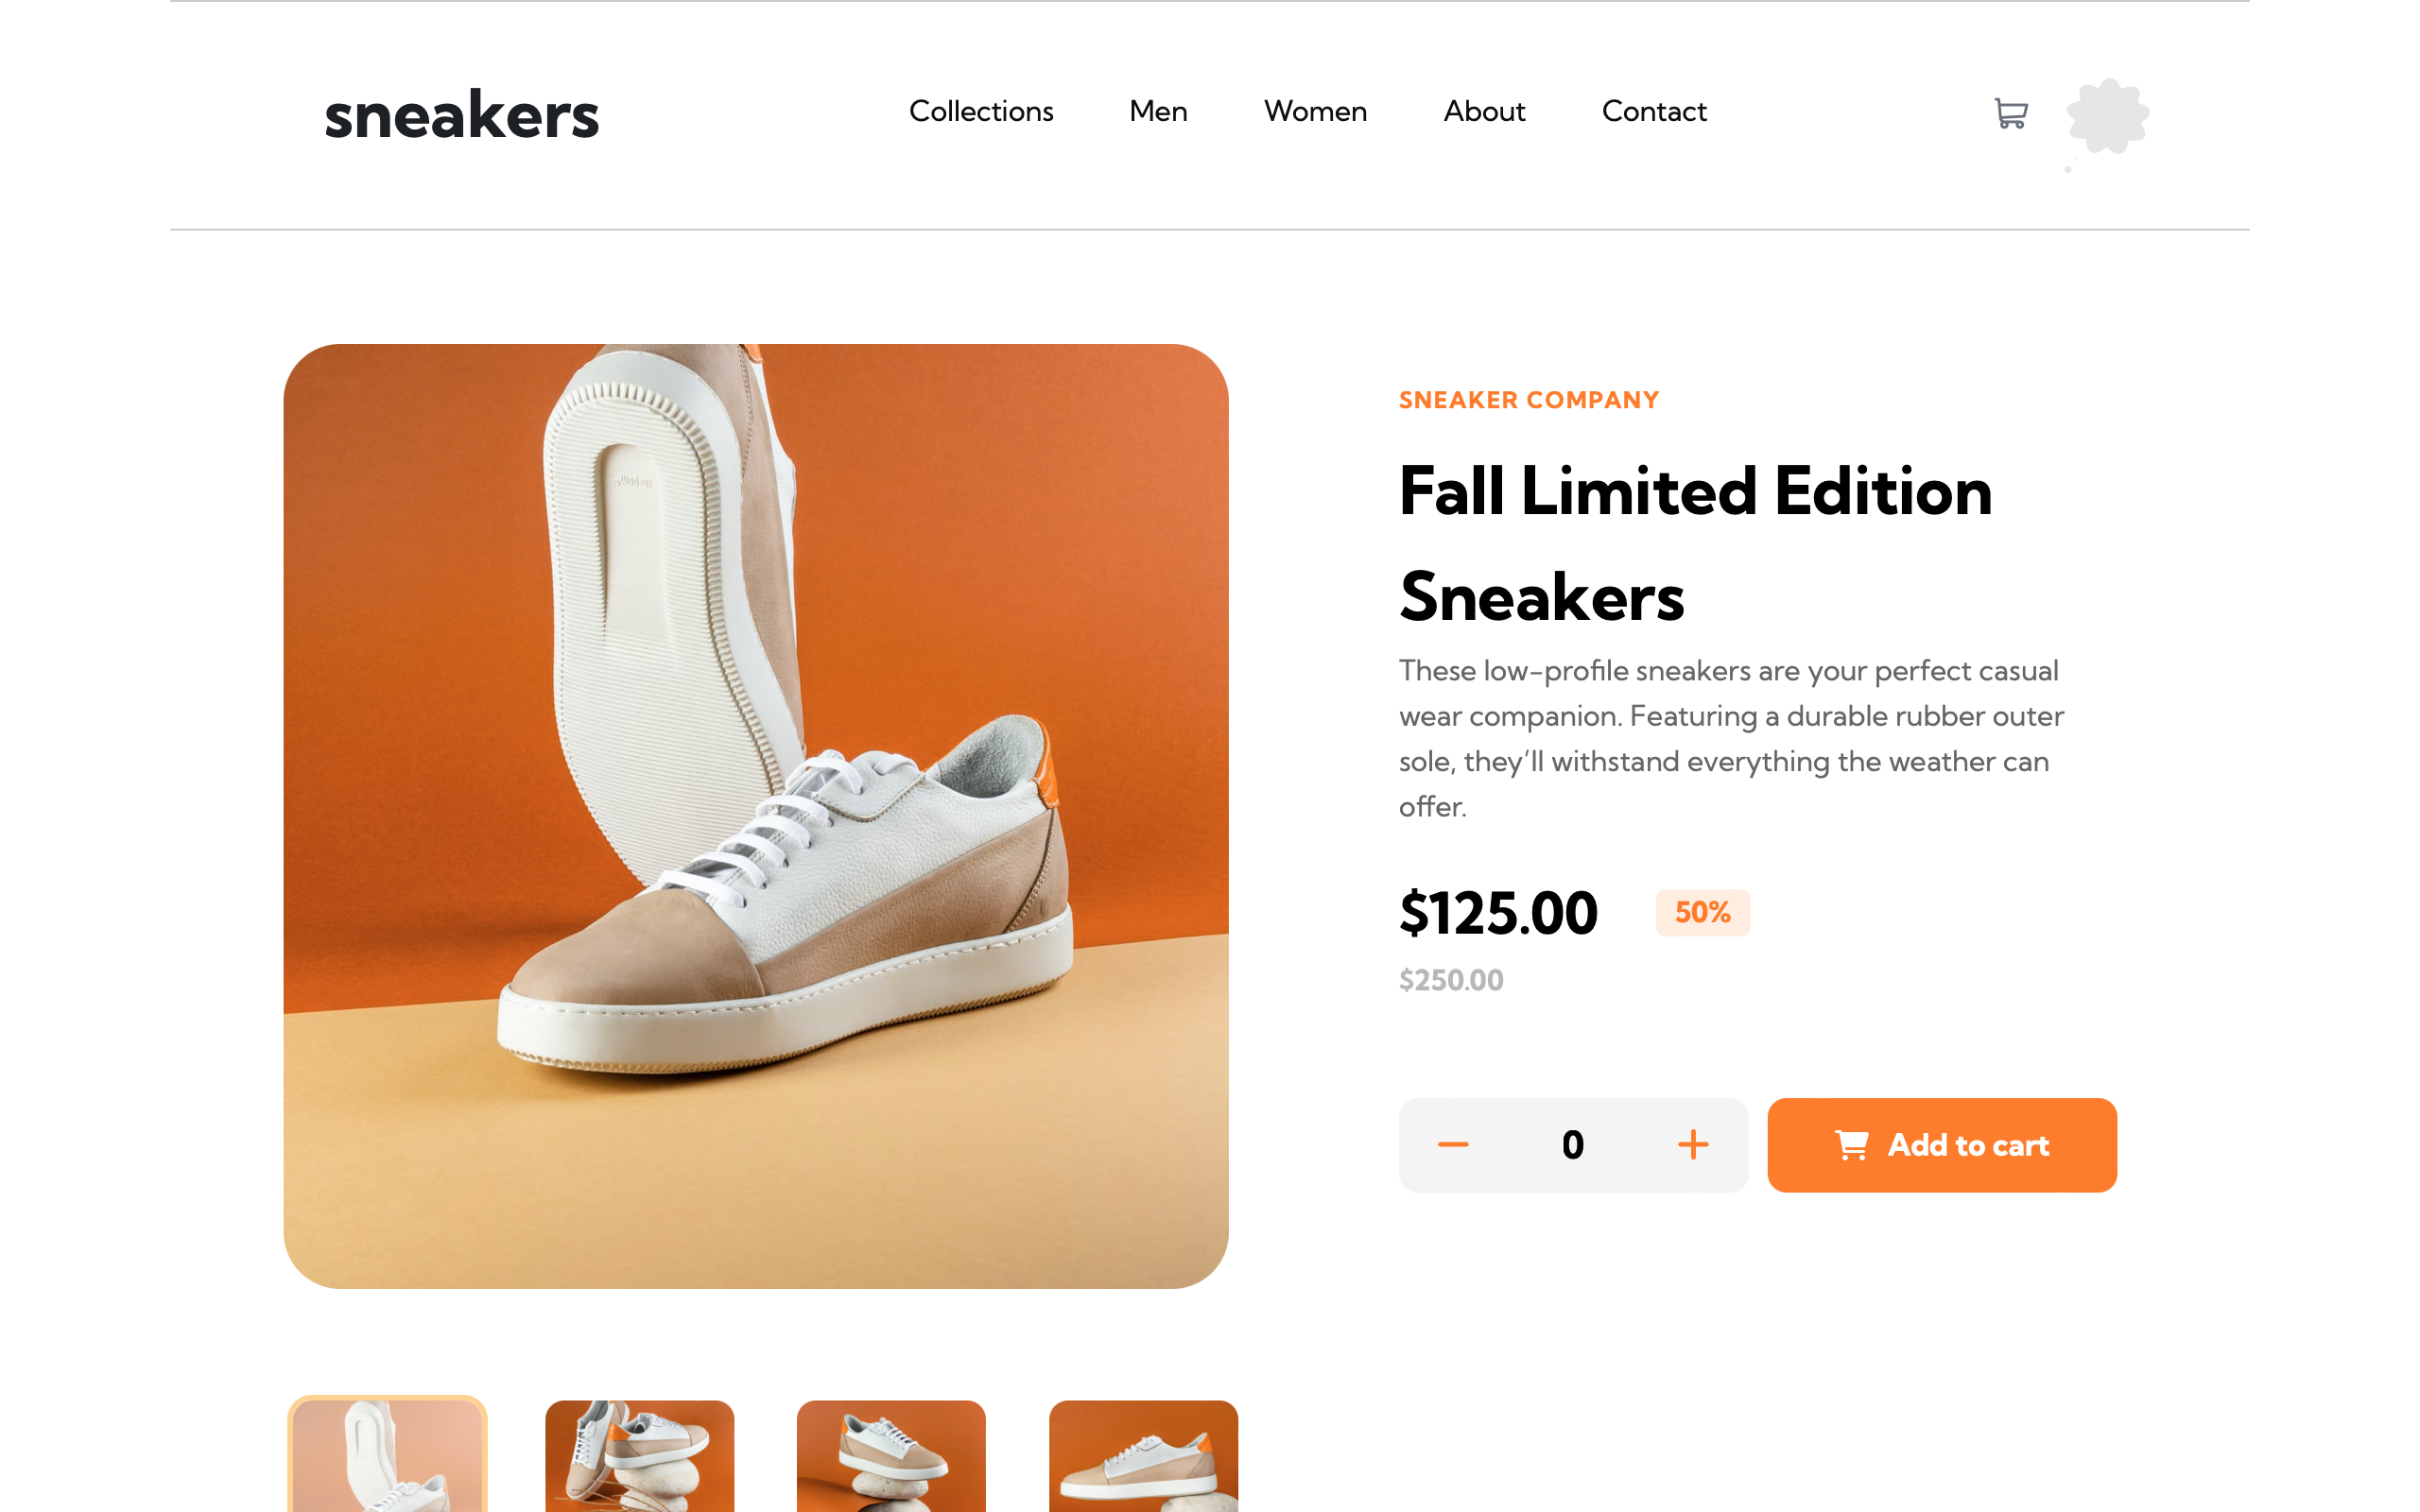 sneakers
Collections
Men
Women
About
Contact
SNEAKER COMPANY
Fall Limited Edition
Sneakers
These low-profile sneakers are your perfect casual
wear companion. Featuring a durable rubber outer
sole, they’ll withstand everything the weather can
offer.
$125.00
50%
$250.00
0
Add to cart